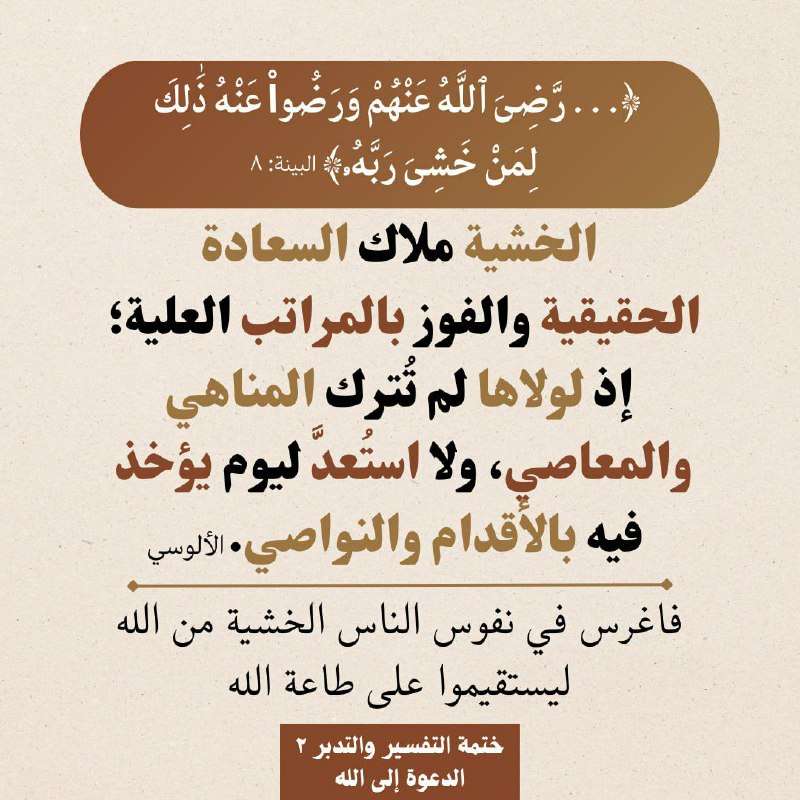 ﴿... رَّضِيَ ٱللَّهُ عَنْهُمْ وَرَضُوا۟ عَنْهُ ذَٰلِكَ
لِمَنْ خَشِيَ رَبَّهُۥ﴾ البينة: ٨
الخشية ملاك السعادة
الحقيقية والفوز بالمراتب العلية؛
إذ لولاها لم تُترك المناهي
والمعاصي، ولا استُعدَّ ليوم يؤخذ
فيه بالأقدام والنواصي. الألوسي
فاغرس في نفوس الناس الخشية من الله
ليستقيموا على طاعة الله
ختمة التفسير والتدبر ٢
الدعوة إلى الله